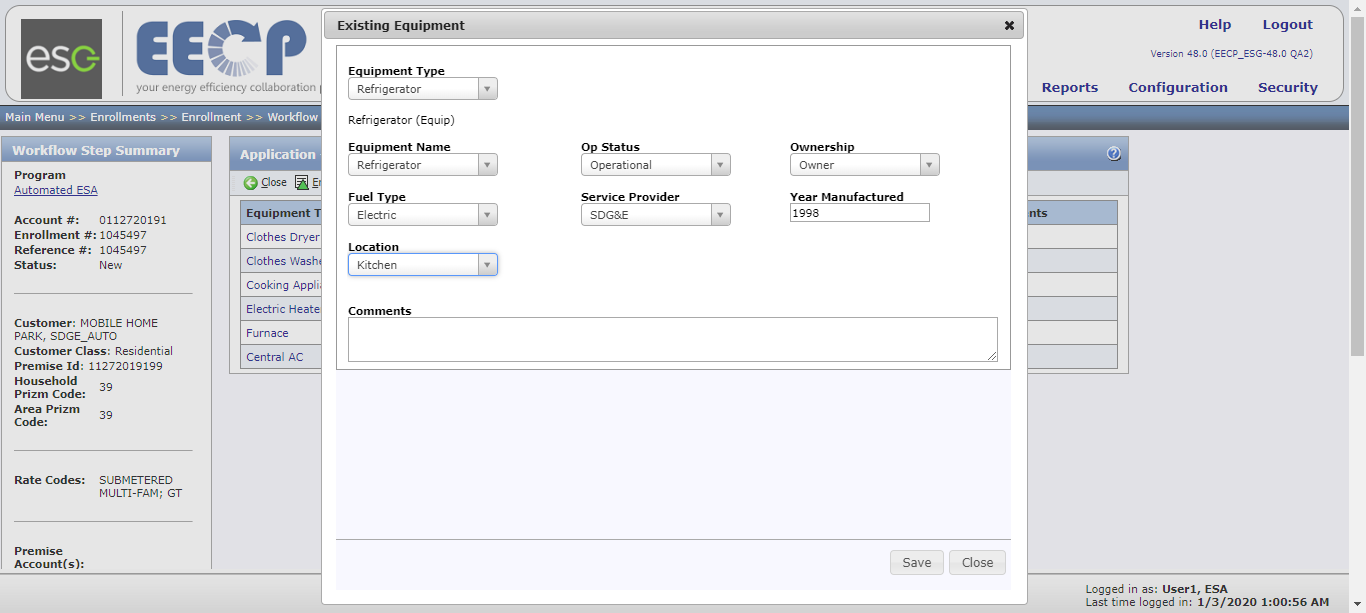 esc
EECP
your energy efficiency collaboration
Help Logout
Version 48.0 (EECP_ESG-48.0 QA2)
Reports Configuration Security
Main Menu >> Enrollments >> Enrollment >> Workflow
Workflow Step Summary
Program
Automated ESA
Account #: 0112720191
Enrollment #: 1045497
Reference #: 1045497
Status: New
Customer: MOBILE HOME
PARK, SDGE_AUTO
Customer Class: Residential
Premise Id: 11272019199
Household
Prizm Code: 39
Area Prizm
Code: 39
Rate Codes: SUBMETERED
MULTI-FAM; GT
Premise
Account(s):
Application
Close
Equipment T
Clothes Dryer
Clothes Washe
Cooking Appli
Electric Heate
Furnace
Central AC
nts
Existing Equipment
Equipment Type
Refrigerator
Refrigerator (Equip)
Equipment Name Op Status Ownership
Refrigerator Operational Owner
Fuel Type Service Provider Year Manufactured
Electric SDG&E 1998
Location
Kitchen
Comments
Save Close
Logged in as: User1, ESA
Last time logged in: 1/3/2020 1:00:56 AM